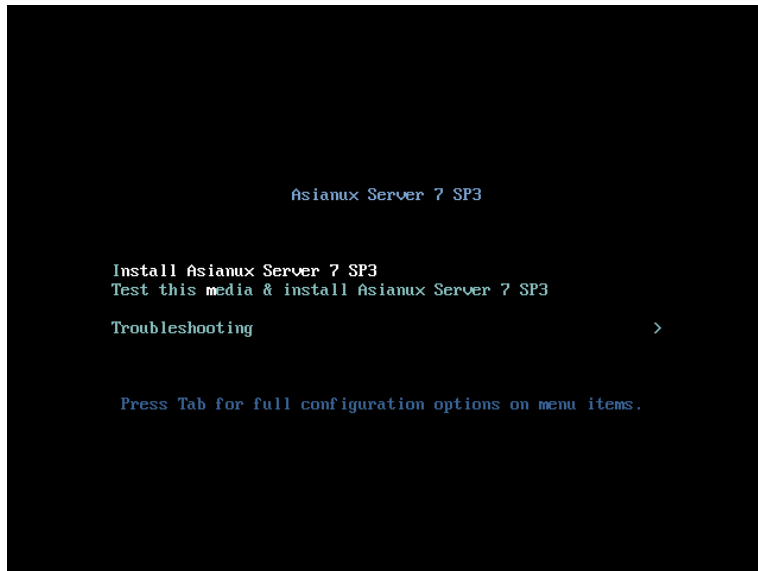 Asianux Server 7 SP3
Install Asianux Server 7 SP3
Test this media & install Asianux Server 7 SP3
Troubleshooting >
Press Tab for full configuration options on menu items.